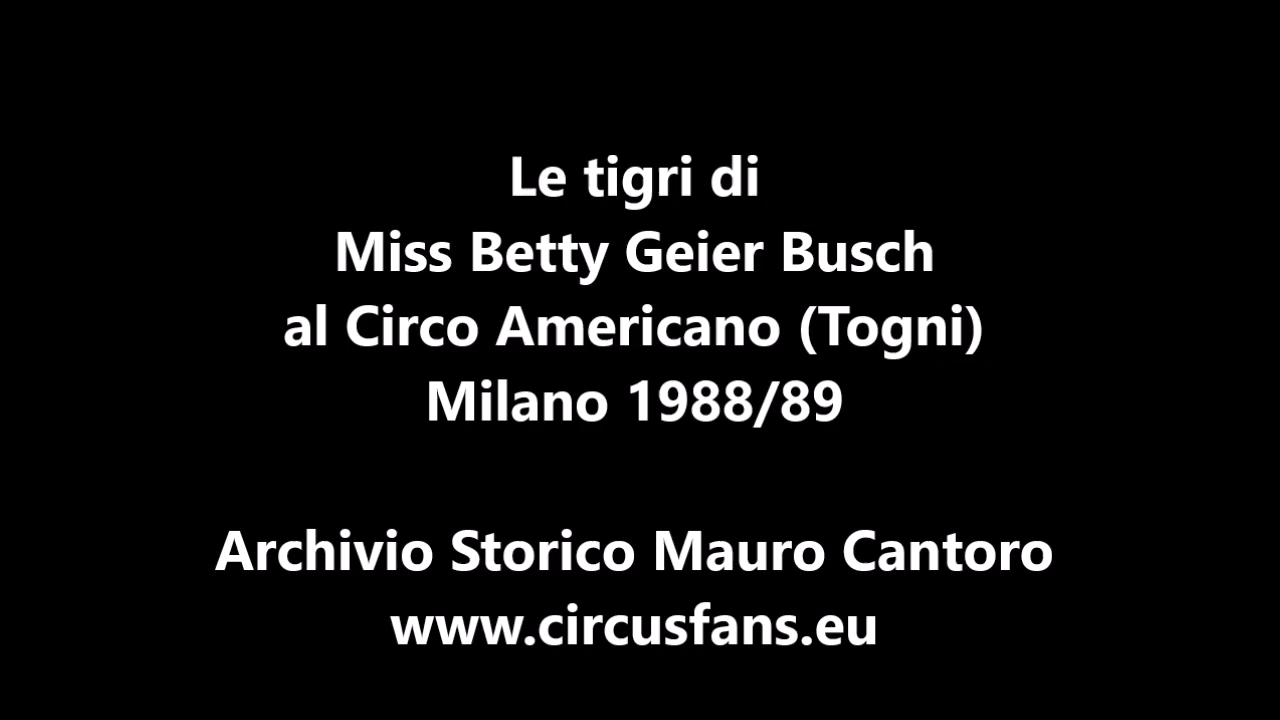 Le tigri di
Miss Betty Geier Busch
al Circo Americano (Togni)
Milano 1988/89
Archivio Storico Mauro Cantoro
www.circusfans.eu